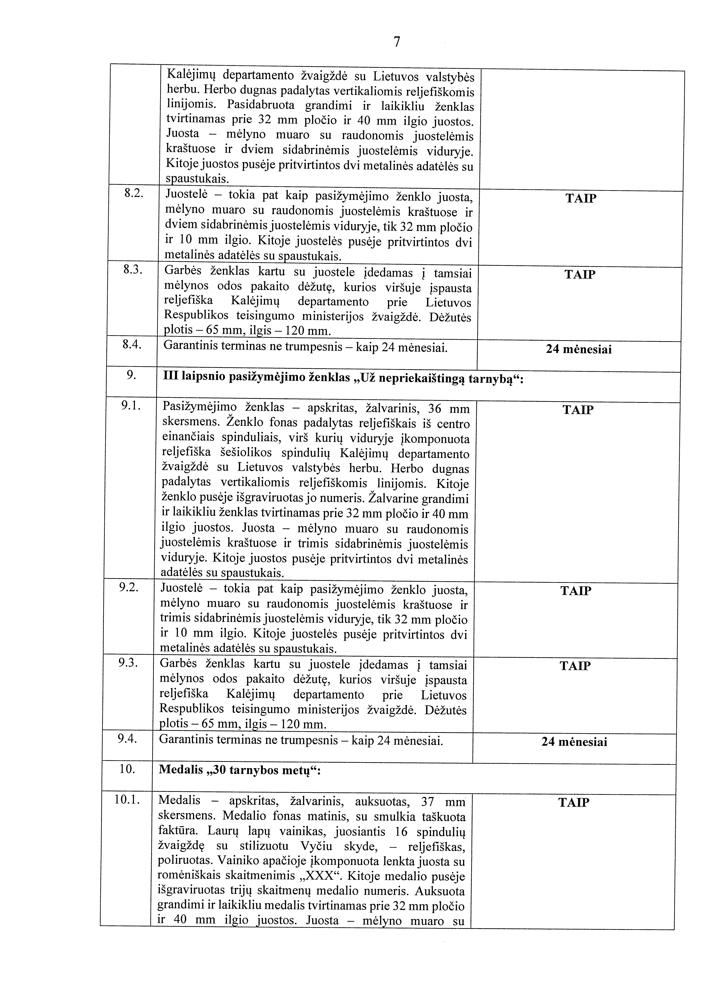 7
Kalėjimų departamento žvaigždė su Lietuvos valstybės
herbu. Herbo dugnas padalytas vertikaliomis reljefiškomis
linijomis. Pasidabruota grandimi ir laikikliu ženklas
tvirtinamas prie 32 mm pločio ir 40 mm ilgio juostos.
Juosta – mėlyno muaro su raudonomis juostelėmis
kraštuose ir dviem sidabrinėmis juostelėmis viduryje.
Kitoje juostos pusėje pritvirtintos dvi metalinės adatėlės su
spaustukais.
8.2. Juostelė – tokia pat kaip pasižymėjimo ženklo juosta, TAIP
mėlyno muaro su raudonomis juostelėmis kraštuose ir
dviem sidabrinėmis juostelėmis viduryje, tik 32 mm pločio
ir 10 mm ilgio. Kitoje juostelės pusėje pritvirtintos dvi
metalinės adatėlės su spaustukais.
8.3. Garbės ženklas kartu su juostele įdedamas į tamsiai TAIP
mėlynos odos pakaito dėžutę, kurios viršuje įspausta
reljefiška Kalėjimų departamento prie Lietuvos
Respublikos teisingumo ministerijos žvaigždė. Dėžutės
plotis – 65 mm, ilgis – 120 mm.
8.4. Garantinis terminas ne trumpesnis – kaip 24 mėnesiai. 24 mėnesiai
9. III laipsnio pasižymėjimo ženklas „Už nepriekaištingą tarnybą“:
9.1. Pasižymėjimo ženklas – apskritas, žalvarinis, 36 mm TAIP
skersmens. Ženklo fonas padalytas reljefiškais iš centro
einančiais spinduliais, virš kurių viduryje įkomponuota
reljefiška šešiolikos spindulių Kalėjimų departamento
žvaigždė su Lietuvos valstybės herbu. Herbo dugnas
padalytas vertikaliomis reljefiškomis linijomis. Kitoje
ženklo pusėje išgraviruotas jo numeris. Žalvarine grandimi
ir laikikliu ženklas tvirtinamas prie 32 mm pločio ir 40 mm
ilgio juostos. Juosta – mėlyno muaro su raudonomis
juostelėmis kraštuose ir trimis sidabrinėmis juostelėmis
viduryje. Kitoje juostos pusėje pritvirtintos dvi metalinės
adatėlės su spaustukais.
9.2. Juostelė – tokia pat kaip pasižymėjimo ženklo juosta, TAIP
mėlyno muaro su raudonomis juostelėmis kraštuose ir
trimis sidabrinėmis juostelėmis viduryje, tik 32 mm pločio
ir 10 mm ilgio. Kitoje juostelės pusėje pritvirtintos dvi
metalinės adatėlės su spaustukais.
9.3. Garbės ženklas kartu su juostele įdedamas į tamsiai TAIP
mėlynos odos pakaito dėžutę, kurios viršuje įspausta
reljefiška Kalėjimų departamento prie Lietuvos
Respublikos teisingumo ministerijos žvaigždė. Dėžutės
plotis – 65 mm, ilgis – 120 mm.
9.4. Garantinis terminas ne trumpesnis – kaip 24 mėnesiai. 24 mėnesiai
10. Medalis „30 tarnybos metų“:
10.1. Medalis – apskritas, žalvarinis, auksuotas, 37 mm TAIP
skersmens. Medalio fonas matinis, su smulkia taškuota
faktūra. Laurų lapų vainikas, juosiantis 16 spindulių
žvaigždę su stilizuotu Vyčiu skyde, – reljefiškas,
poliruotas. Vainiko apačioje įkomponuota lenkta juosta su
romėniškais skaitmenimis „XXX“. Kitoje medalio pusėje
išgraviruotas trijų skaitmenų medalio numeris. Auksuota
grandimi ir laikikliu medalis tvirtinamas prie 32 mm pločio
ir 40 mm ilgio juostos. Juosta – mėlyno muaro su